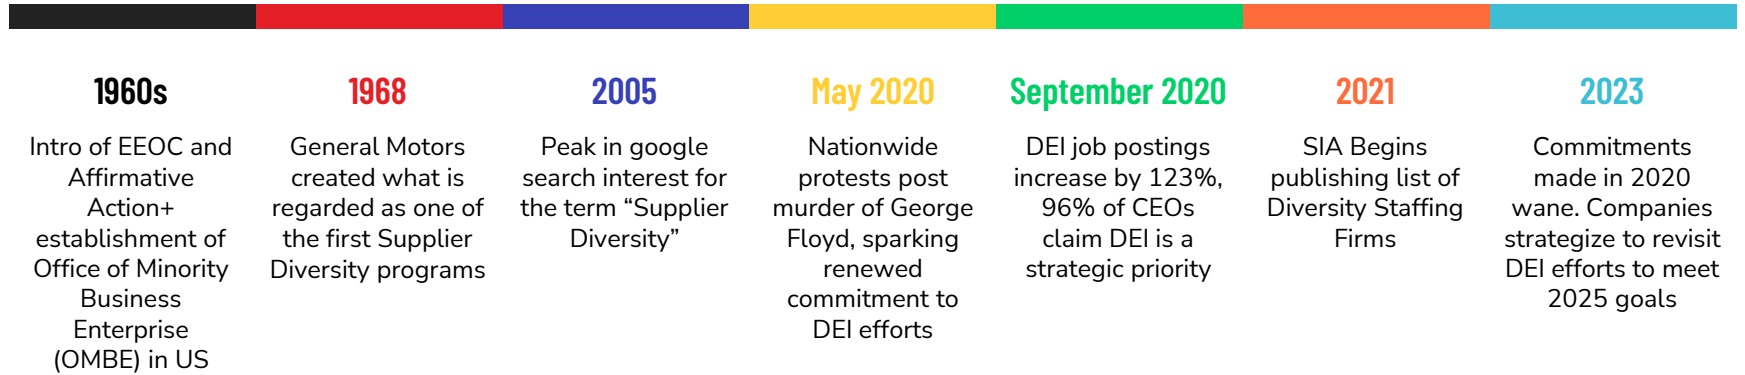 1960s
Intro of EEOC and
Affirmative
Action+
establishment of
Office of Minority
Business
Enterprise
(OMBE) in US
1968
General Motors
created what is
regarded as one of
the first Supplier
Diversity programs
2005
Peak in google
search interest for
the term “Supplier
Diversity”
May 2020
Nationwide
protests post
murder of George
Floyd, sparking
renewed
commitment to
DEI efforts
September 2020
DEI job postings
increase by 123%,
96% of CEOs
claim DEI is a
strategic priority
2021
SIA Begins
publishing list of
Diversity Staffing
Firms
2023
Commitments
made in 2020
wane. Companies
strategize to revisit
DEI efforts to meet
2025 goals